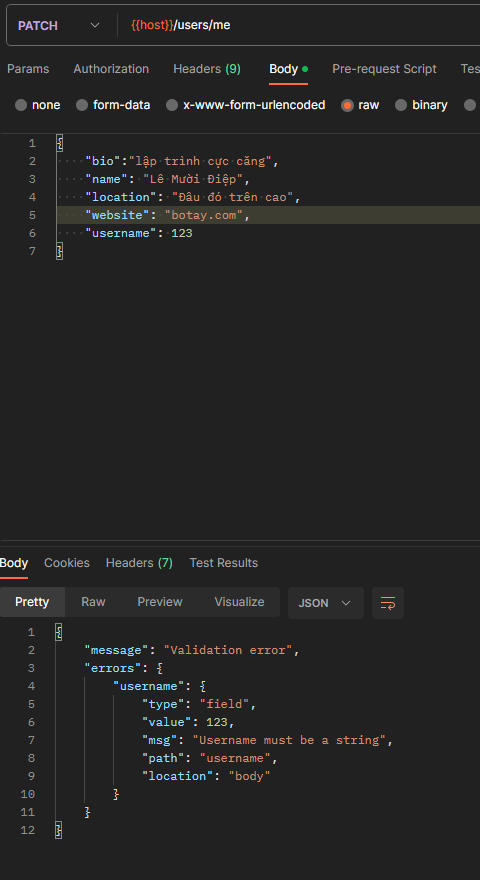 PATCH {{host}}/users/me
Params Authorization Headers (9) Body Pre-request Script Tes
none form-data x-www-form-urlencoded raw binary
1 {
2 "bio":"lập trình cực căng",
3 "name": "Lê Mười Điệp",
4 "location": "Đâu đó trên cao",
5 "website": "botay.com",
6 "username": 123
7 }
Body Cookies Headers (7) Test Results
Pretty Raw Preview Visualize JSON
1 {
2 "message": "Validation error",
3 "errors": {
4 "username": {
5 "type": "field",
6 "value": 123,
7 "msg": "Username must be a string",
8 "path": "username",
9 "location": "body"
10 }
11 }
12 }